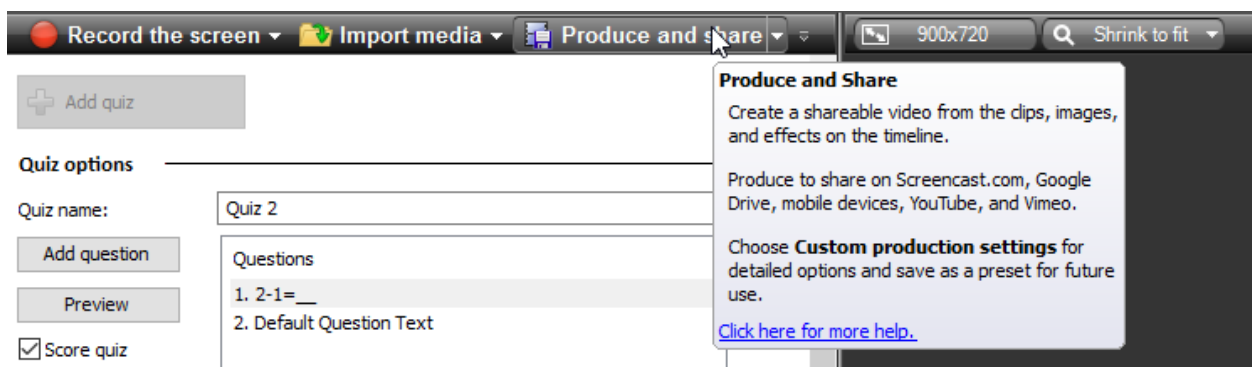 Record the screen Import media Produce and share 900x720 Shrink to fit
Add quiz
Quiz options
Quiz name: Quiz 2
Add question
Preview
Score quiz
Questions
1. 2-1=__
2. Default Question Text
Produce and Share
Create a shareable video from the clips, images,
and effects on the timeline.
Produce to share on Screencast.com, Google
Drive, mobile devices, YouTube, and Vimeo.
Choose Custom production settings for
detailed options and save as a preset for future
use.
Click here for more help.